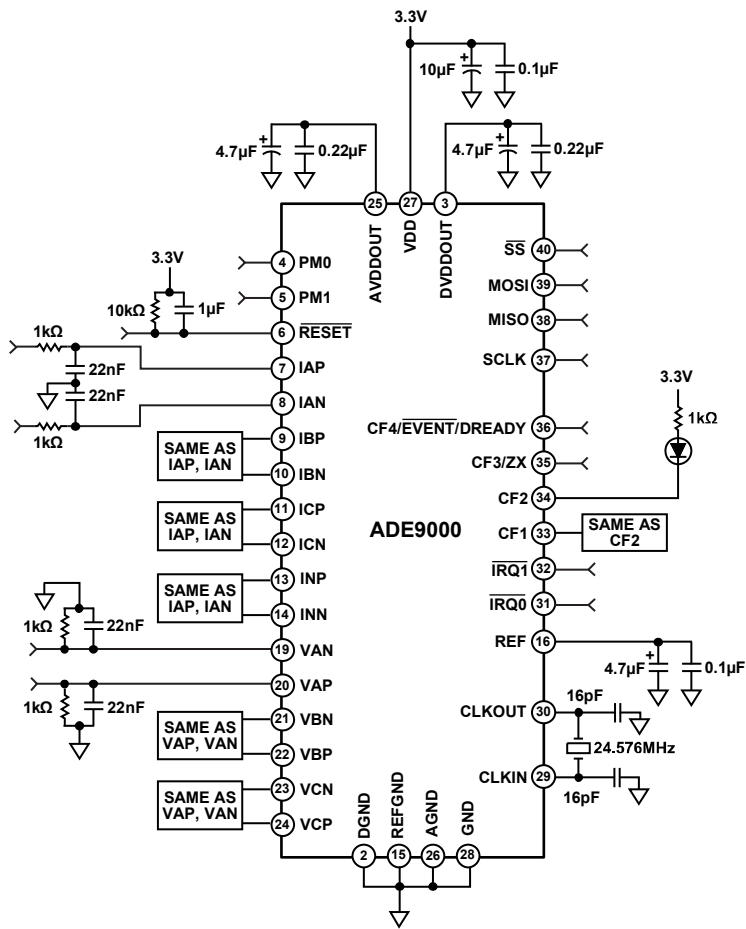 3.3V
10µF
0.1µF
4.7µF
0.22µF
4.7µF
0.22µF
25
27
3
AVDDOUT
VDD
DVDDOUT
4 PM0
5 PM1
3.3V
10kΩ
1µF
6 RESET
1kΩ
7 IAP
22nF
22nF
8 IAN
1kΩ
SAME AS
IAP, IAN
9 IBP
10 IBN
SAME AS
IAP, IAN
11 ICP
12 ICN
SAME AS
IAP, IAN
13 INP
14 INN
1kΩ
22nF
19 VAN
20 VAP
1kΩ
22nF
SAME AS
VAP, VAN
21 VBN
22 VBP
SAME AS
VAP, VAN
23 VCN
24 VCP
ADE9000
SS 40
MOSI 39
MISO 38
SCLK 37
CF4/EVENT/DREADY 36
CF3/ZX 35
CF2 34
3.3V
1kΩ
CF1 33
SAME AS
CF2
IRQ1 32
IRQ0 31
REF 16
4.7µF
0.1µF
CLKOUT 30
16pF
24.576MHz
CLKIN 29
16pF
DGND
REFGND
AGND
GND
2
15
26
28